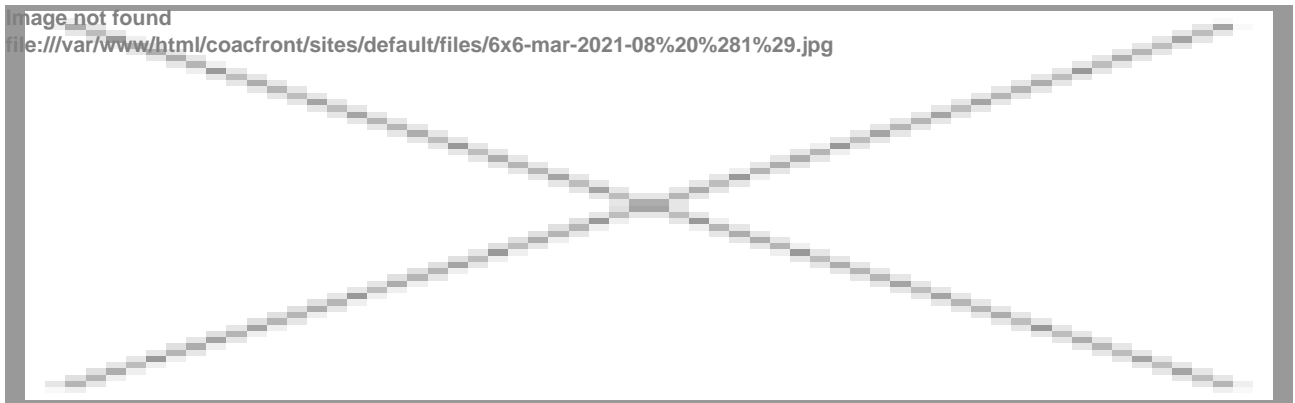 Image not found
file:///var/www/html/coacfront/sites/default/files/6x6-mar-2021-08%20%281%29.jpg